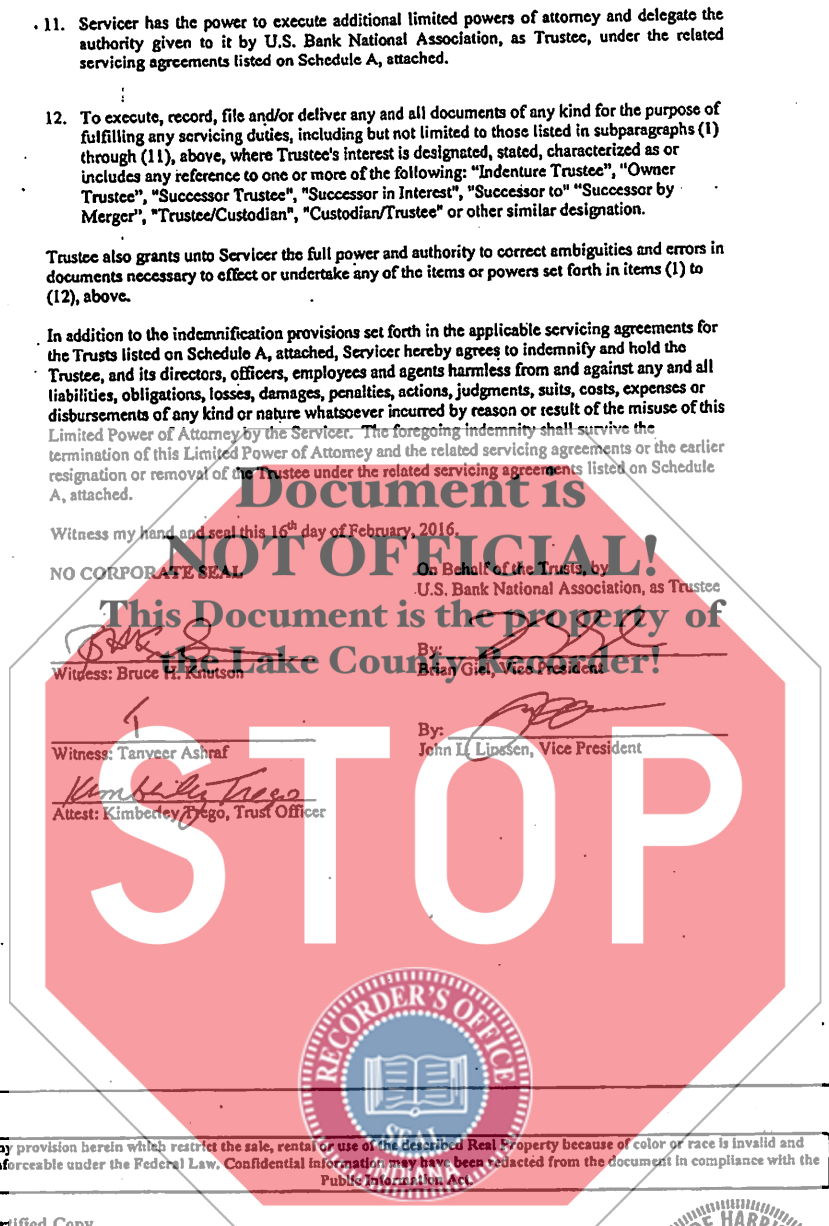 11. Servicer has the power to execute additional limited powers of attorney and delegate the
authority given to it by U.S. Bank National Association, as Trustee, under the related
servicing agreements listed on Schedule A, attached.
12. To execute, record, file and/or deliver any and all documents of any kind for the purpose of
fulfilling any servicing duties, including but not limited to those listed in subparagraphs (1)
through (11), above, where Trustee's interest is designated, stated, characterized as or
includes any reference to one or more of the following: "Indenture Trustee", "Owner
Trustee", "Successor Trustee", "Successor in Interest", "Successor to" "Successor by
Merger", "Trustee/Custodian", "Custodian/Trustee" or other similar designation.
Trustee also grants unto Servicer the full power and authority to correct ambiguities and errors in
documents necessary to effect or undertake any of the items or powers set forth in items (1) to
(12), above.
In addition to the indemnification provisions set forth in the applicable servicing agreements for
the Trusts listed on Schedule A, attached, Servicer hereby agrees to indemnify and hold the
Trustee, and its directors, officers, employees and agents harmless from and against any and all
liabilities, obligations, losses, damages, penalties, actions, judgments, suits, costs, expenses or
disbursements of any kind or nature whatsoever incurred by reason or result of the misuse of this
Limited Power of Attorney by the Servicer. The foregoing indemnity shall survive the
termination of this Limited Power of Attorney and the related servicing agreements or the earlier
resignation or removal of the Trustee under the related servicing agreements listed on Schedule
A, attached.
Document is
Witness my hand and seal this 16th day of February, 2016.
NOT OFFICIAL!
NO CORPORATE SEAL
On Behalf of the Trusts, by
U.S. Bank National Association, as Trustee
This Document is the property of
the Lake County Recorder!
Witness: Bruce H. Knutson
By:
Brian Giel, Vice President
Witness: Tanveer Ashraf
By:
John L. Linssen, Vice President
Kimberley Trego
Attest: Kimberley Trego, Trust Officer
STOP
RECORDER'S OFFICE
SEAL
INDIANA
ny provision herein which restrict the sale, rental or use of the described Real Property because of color or race is invalid and
nforceable under the Federal Law. Confidential information may have been redacted from the document in compliance with the
Public Information Act.
rtified Copy